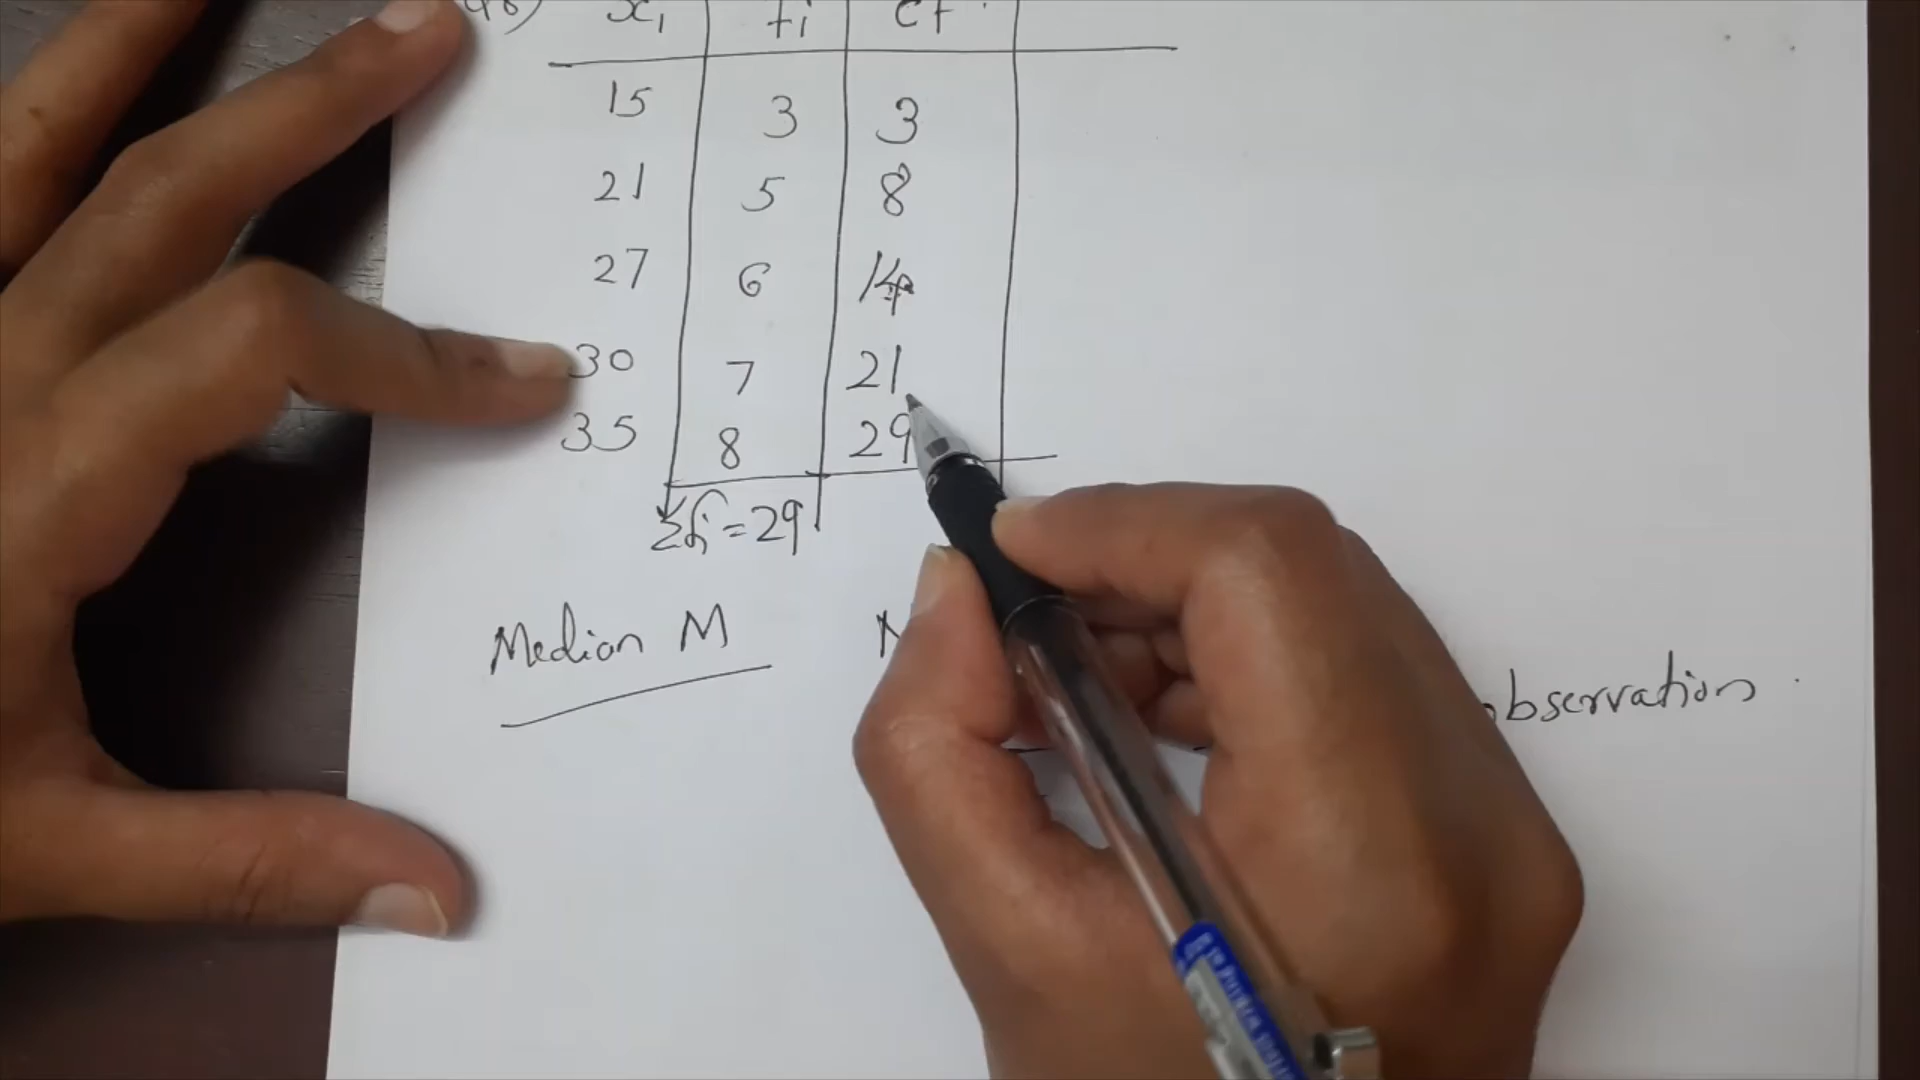 xi fi cf
15 3 3
21 5 8
27 6 14
30 7 21
35 8 29
Σfi = 29
Median M
observation